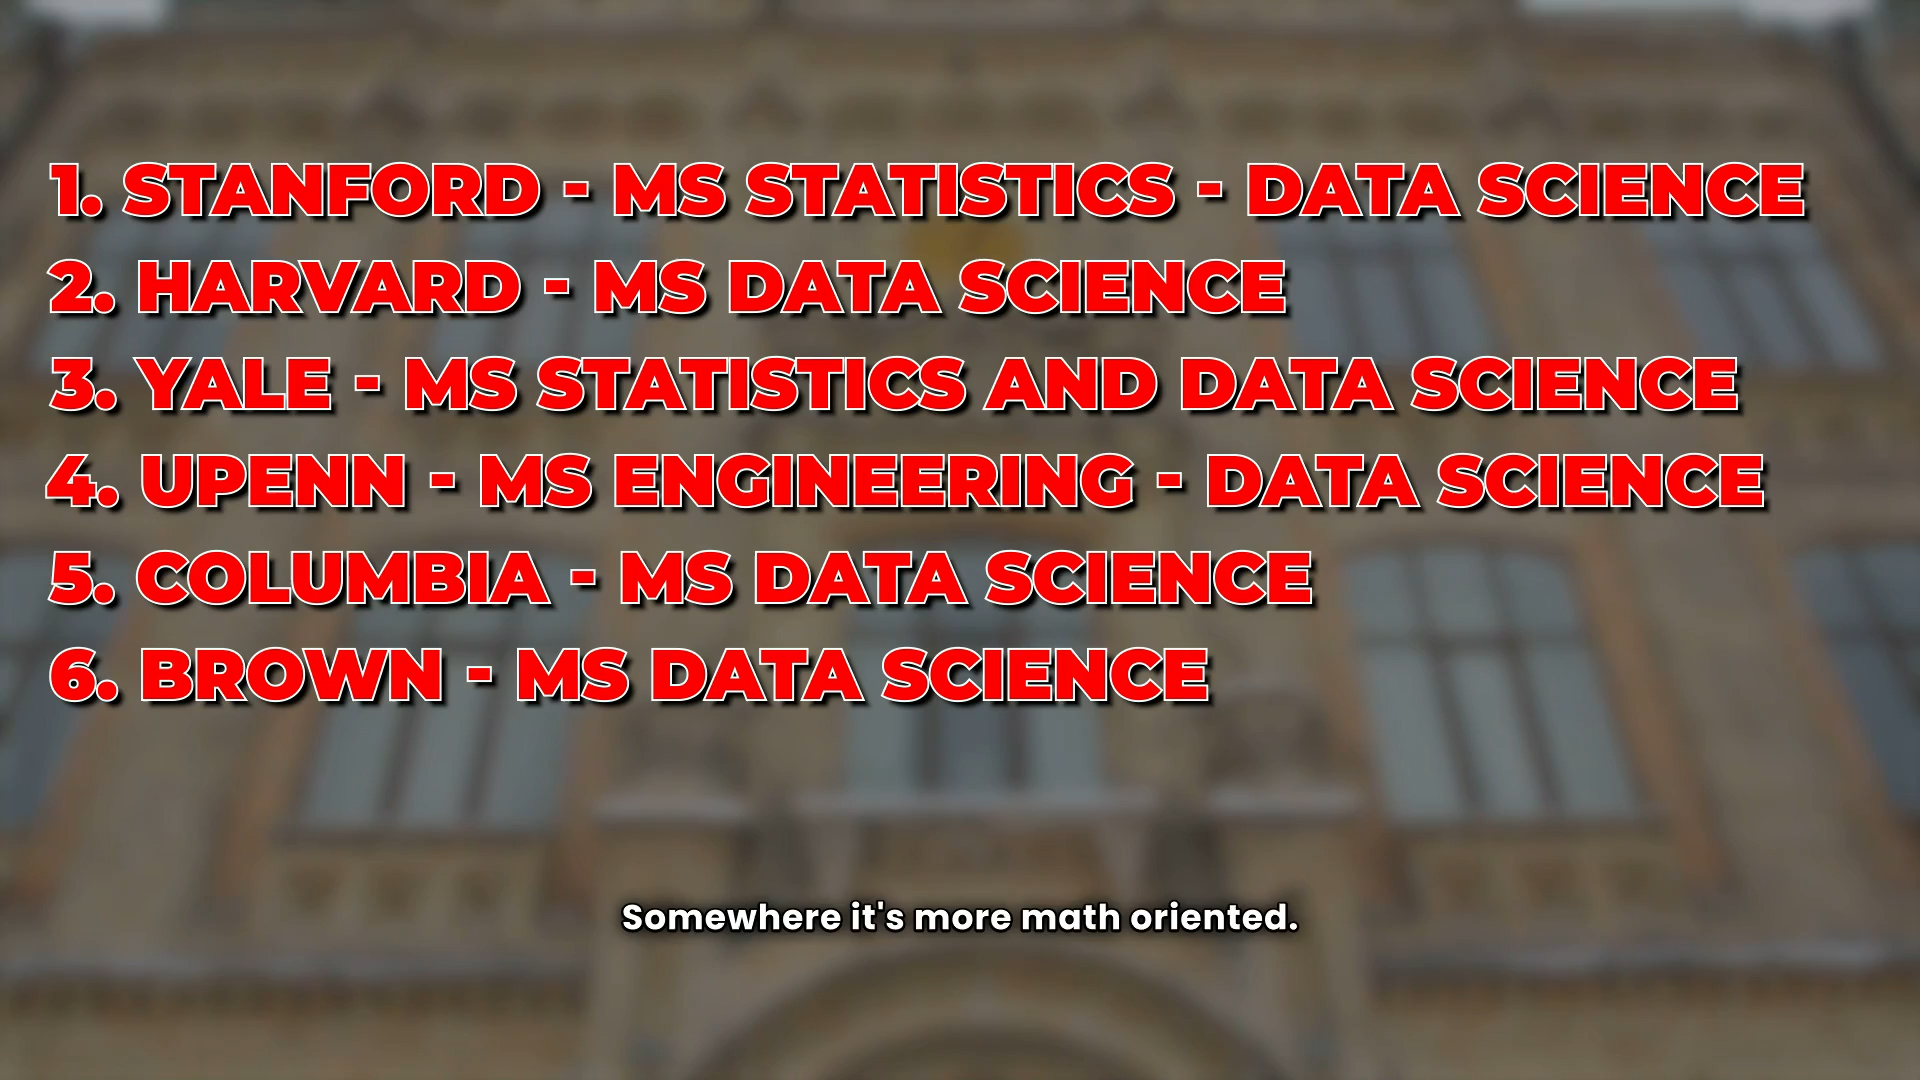 1. STANFORD - MS STATISTICS - DATA SCIENCE
2. HARVARD - MS DATA SCIENCE
3. YALE - MS STATISTICS AND DATA SCIENCE
4. UPENN - MS ENGINEERING - DATA SCIENCE
5. COLUMBIA - MS DATA SCIENCE
6. BROWN - MS DATA SCIENCE
Somewhere it's more math oriented.